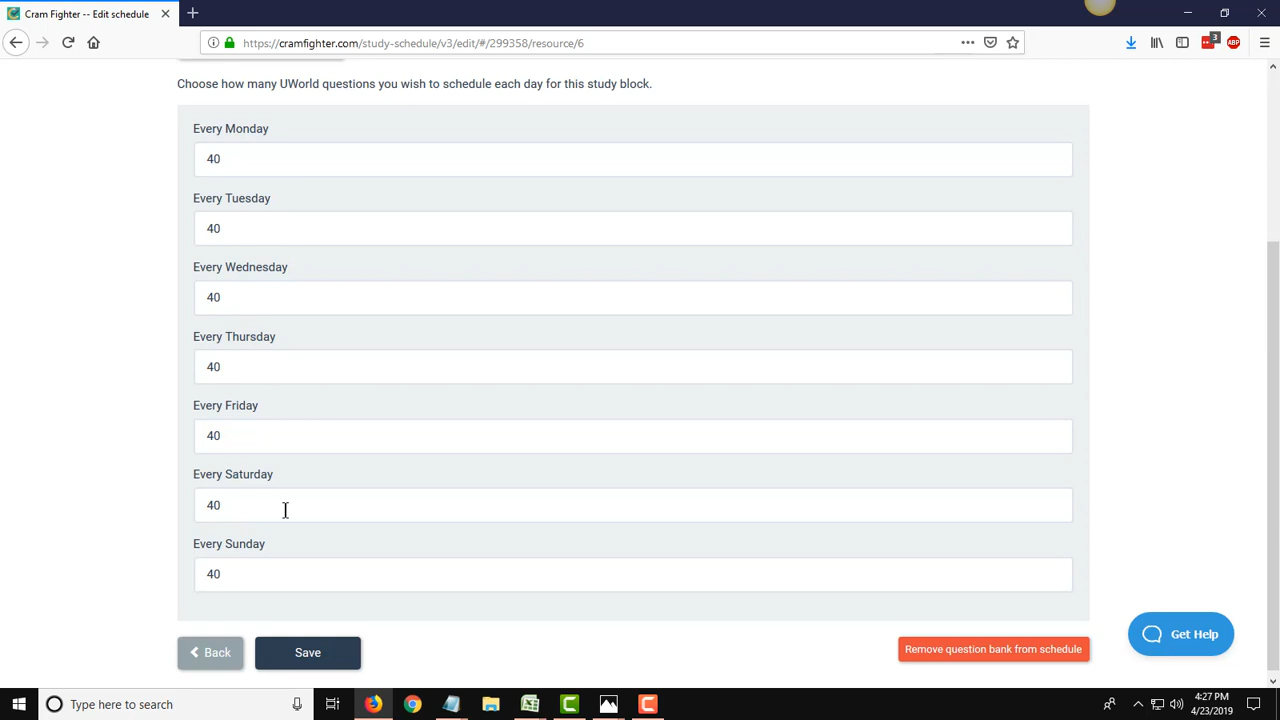 Cram Fighter -- Edit schedule
https://cramfighter.com/study-schedule/v3/edit/#/299358/resource/6
3
ABP
Choose how many UWorld questions you wish to schedule each day for this study block.
Every Monday
40
Every Tuesday
40
Every Wednesday
40
Every Thursday
40
Every Friday
40
Every Saturday
40
Every Sunday
40
Back
Save
Remove question bank from schedule
Get Help
Type here to search
4:27 PM
4/23/2019